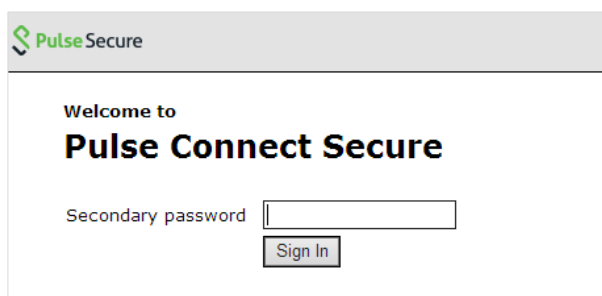 Pulse Secure
Welcome to
Pulse Connect Secure
Secondary password
Sign In